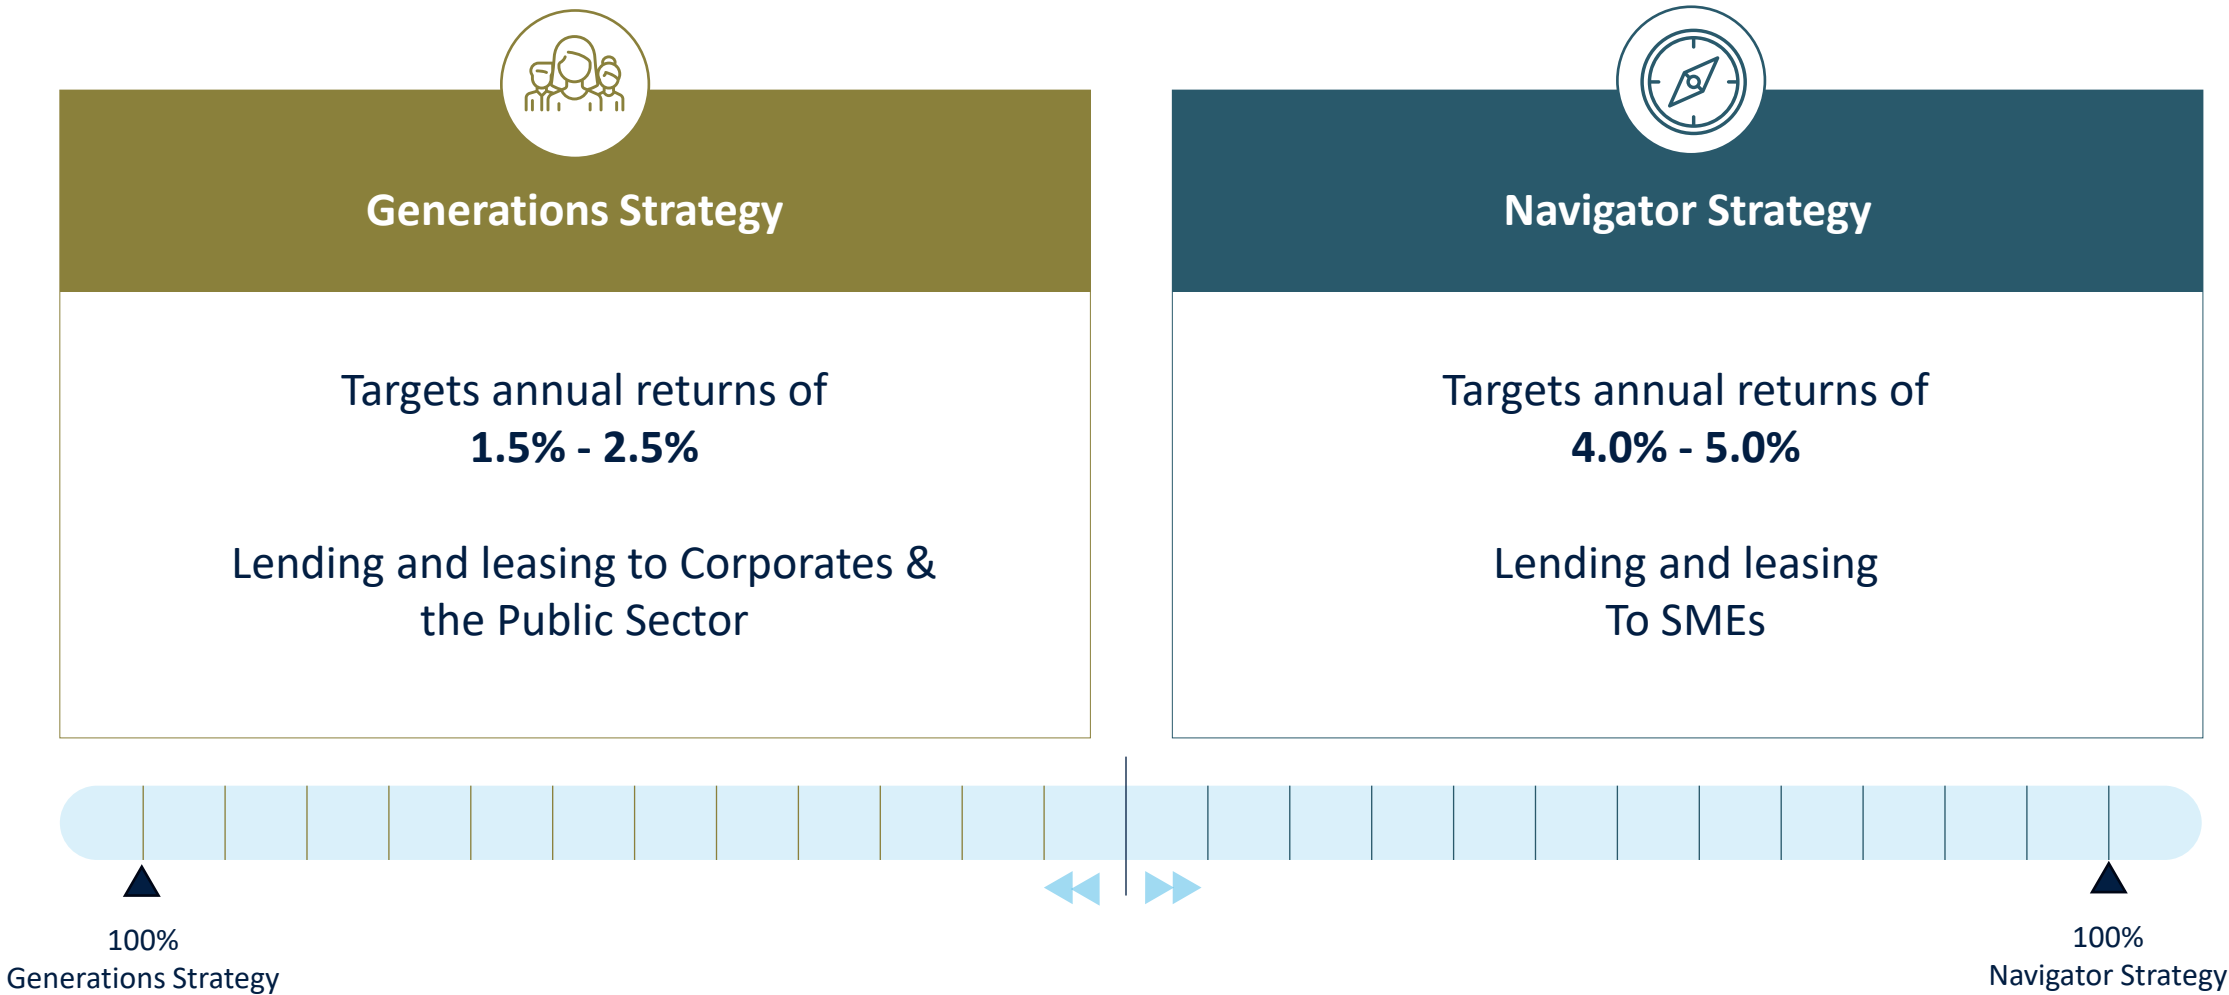 Generations Strategy
Targets annual returns of
1.5% - 2.5%
Lending and leasing to Corporates &
the Public Sector
Navigator Strategy
Targets annual returns of
4.0% - 5.0%
Lending and leasing
To SMEs
100%
Generations Strategy
100%
Navigator Strategy